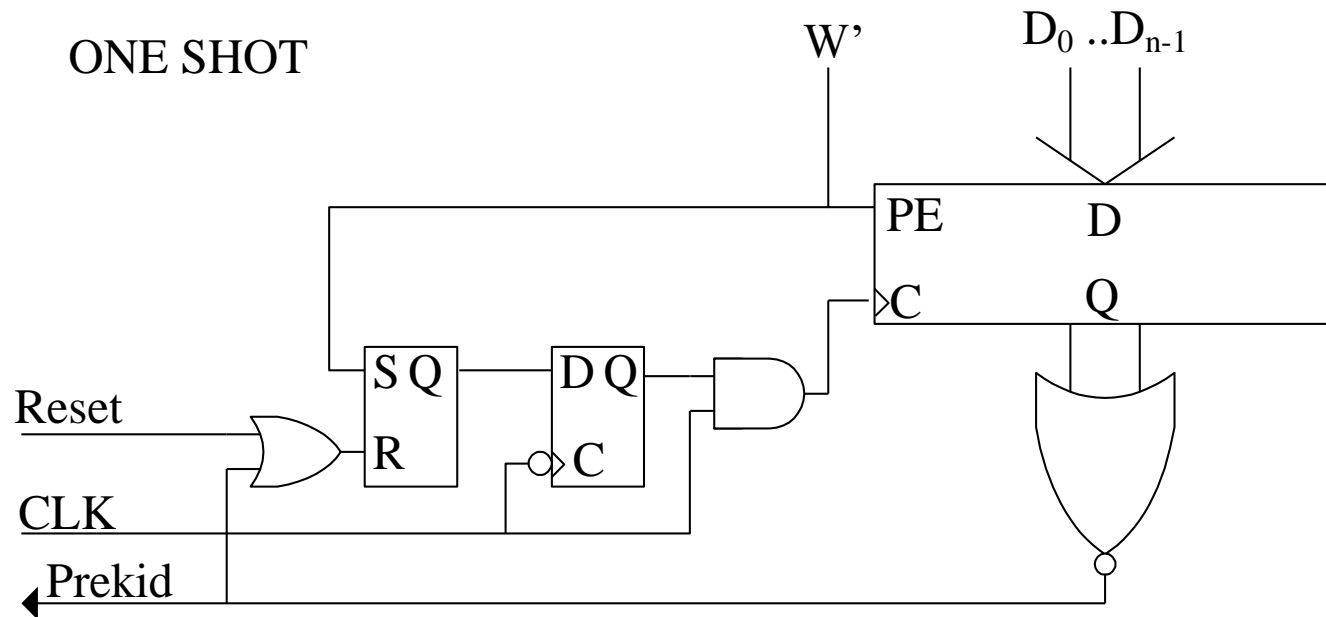 ONE SHOT
W’
D₀ ..Dₙ₋₁
PE
D
C
Q
S Q
D Q
Reset
R
C
CLK
Prekid